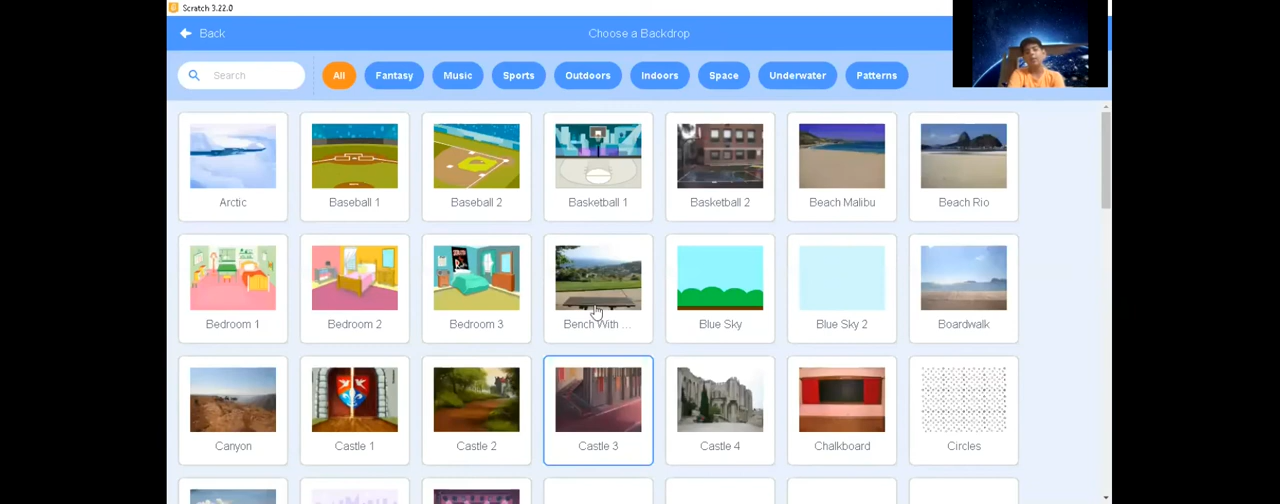 Scratch 3.22.0
Back
Choose a Backdrop
Search
All
Fantasy
Music
Sports
Outdoors
Indoors
Space
Underwater
Patterns
Arctic
Baseball 1
Baseball 2
Basketball 1
Basketball 2
Beach Malibu
Beach Rio
Bedroom 1
Bedroom 2
Bedroom 3
Bench With ...
Blue Sky
Blue Sky 2
Boardwalk
Canyon
Castle 1
Castle 2
Castle 3
Castle 4
Chalkboard
Circles